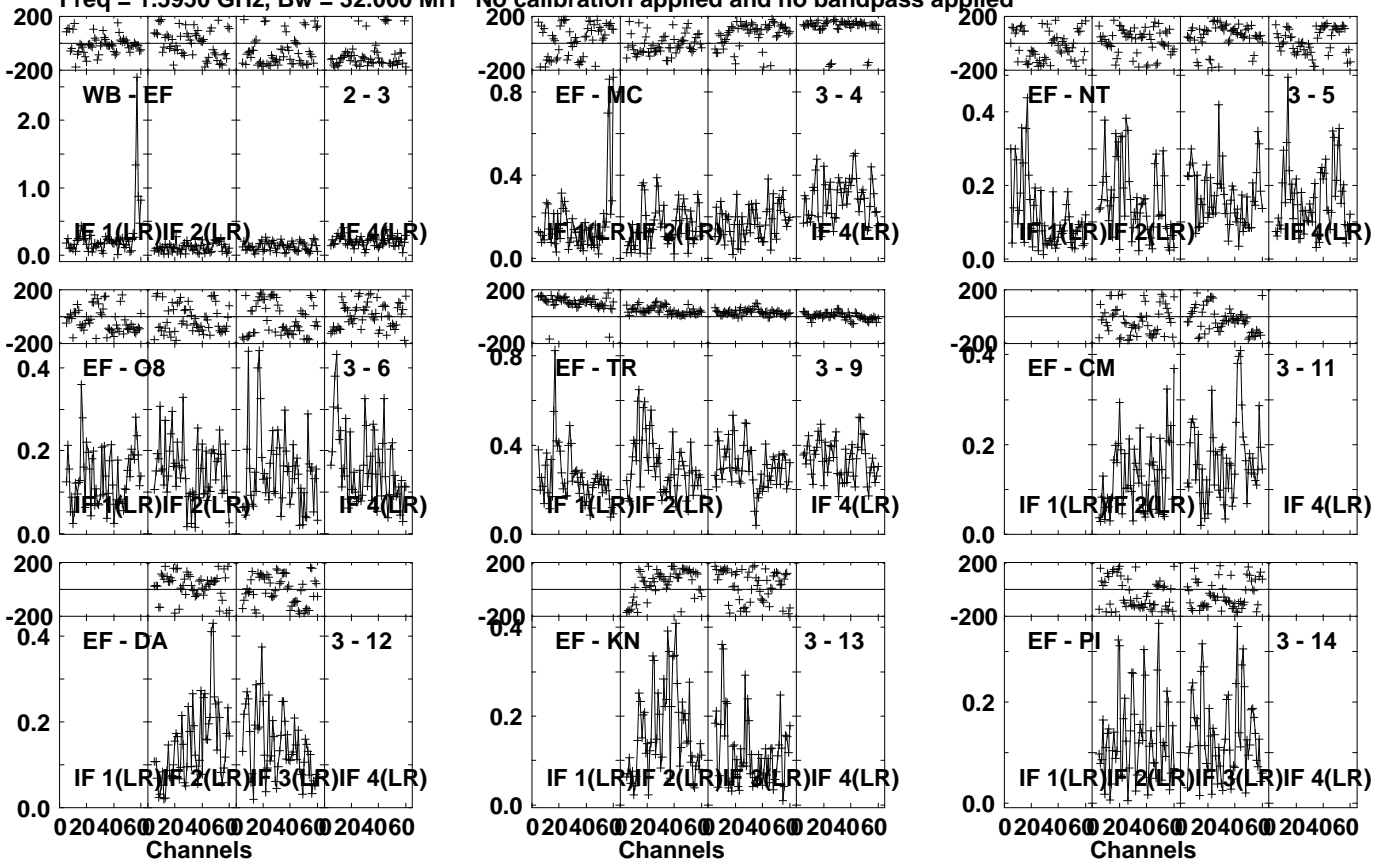 Freq = 1.5950 GHz, Bw = 32.000 MH No calibration applied and no bandpass applied
200
-200
WB - EF 2 - 3
2.0
1.0
0.0
IF 1(LR) IF 2(LR) IF 4(LR)
EF - MC 3 - 4
0.8
0.4
0.0
IF 1(LR) IF 2(LR) IF 4(LR)
200
-200
EF - NT 3 - 5
0.4
0.2
0.0
IF 1(LR) IF 2(LR) IF 4(LR)
200
-200
EF - O8 3 - 6
0.4
0.2
0.0
IF 1(LR) IF 2(LR) IF 4(LR)
200
-200
EF - TR 3 - 9
0.8
0.4
0.0
IF 1(LR) IF 2(LR) IF 4(LR)
200
-200
EF - CM 3 - 11
0.4
0.2
0.0
IF 1(LR) IF 2(LR) IF 4(LR)
200
-200
EF - DA 3 - 12
0.4
0.2
0.0
IF 1(LR) IF 2(LR) IF 3(LR) IF 4(LR)
0 20 40 60 0 20 40 60 0 20 40 60 0 20 40 60
Channels
200
-200
EF - KN 3 - 13
0.4
0.2
0.0
IF 1(LR) IF 2(LR) IF 3(LR) IF 4(LR)
0 20 40 60 0 20 40 60 0 20 40 60 0 20 40 60
Channels
200
-200
EF - PI 3 - 14
0.2
0.0
IF 1(LR) IF 2(LR) IF 3(LR) IF 4(LR)
0 20 40 60 0 20 40 60 0 20 40 60 0 20 40 60
Channels